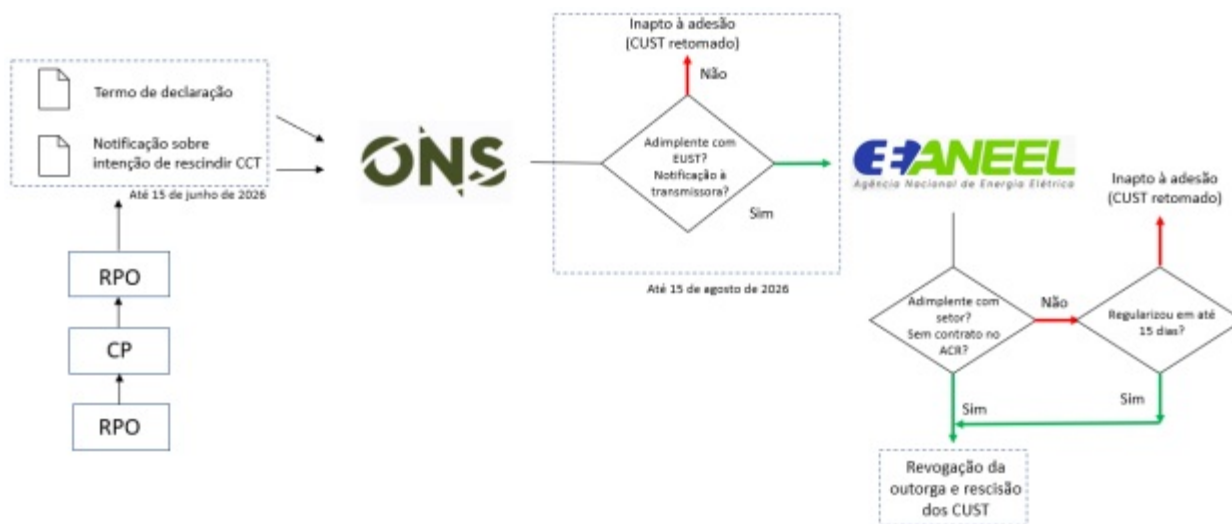 Termo de declaração
Notificação sobre
intenção de rescindir CCT
Até 15 de junho de 2026
RPO
CP
RPO
ONS
Inapto à adesão
(CUST retomado)
Não
Adimplente com
EUST?
Notificação à
transmissora?
Sim
Até 15 de agosto de 2026
ANEEL
Agência Nacional de Energia Elétrica
Inapto à adesão
(CUST retomado)
Adimplente com
setor?
Sem contrato no
ACR?
Não
Regularizou em até
15 dias?
Sim
Sim
Revogação da
outorga e rescisão
dos CUST